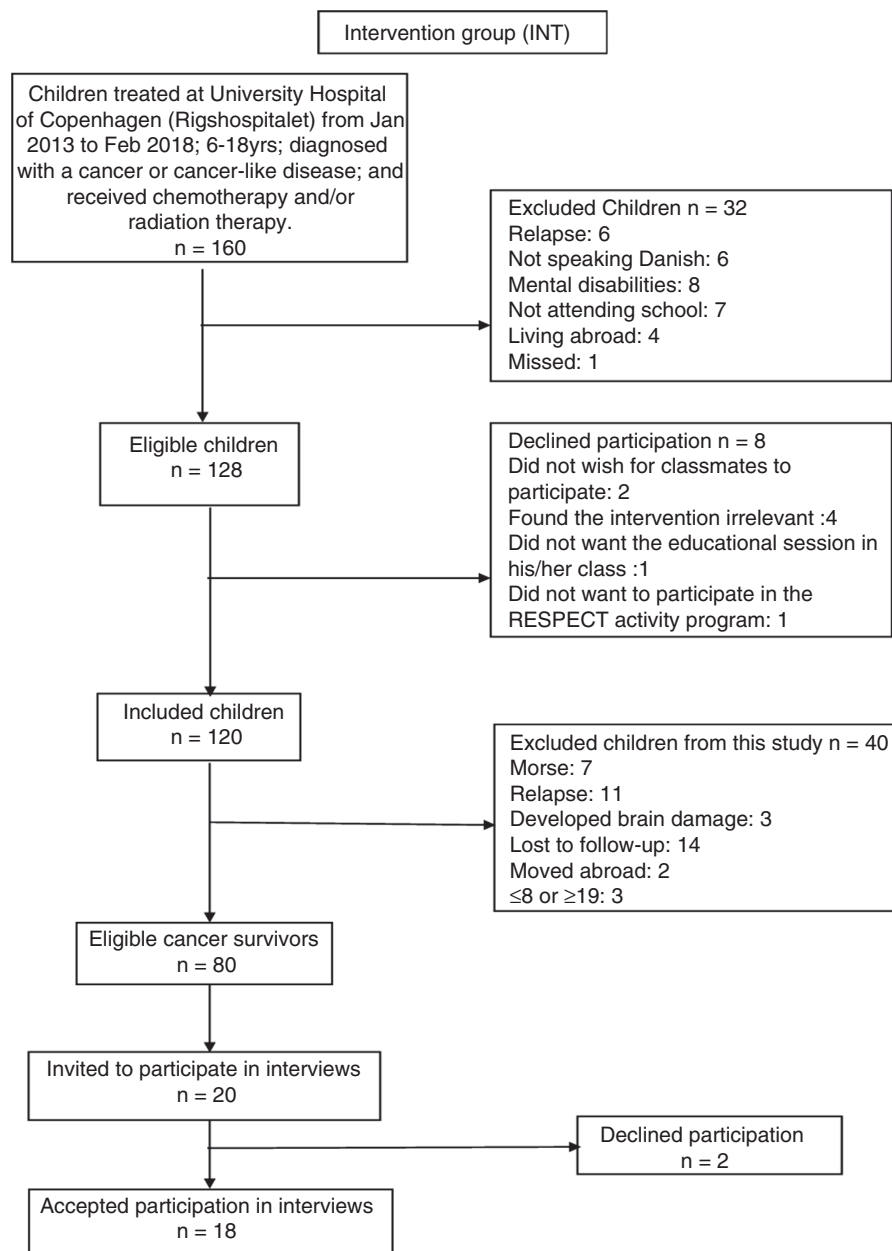 Intervention group (INT)
Children treated at University Hospital
of Copenhagen (Rigshospitalet) from Jan
2013 to Feb 2018; 6-18yrs; diagnosed
with a cancer or cancer-like disease; and
received chemotherapy and/or
radiation therapy.
n = 160
Excluded Children n = 32
Relapse: 6
Not speaking Danish: 6
Mental disabilities: 8
Not attending school: 7
Living abroad: 4
Missed: 1
Eligible children
n = 128
Declined participation n = 8
Did not wish for classmates to
participate: 2
Found the intervention irrelevant :4
Did not want the educational session in
his/her class :1
Did not want to participate in the
RESPECT activity program: 1
Included children
n = 120
Excluded children from this study n = 40
Morse: 7
Relapse: 11
Developed brain damage: 3
Lost to follow-up: 14
Moved abroad: 2
≤8 or ≥19: 3
Eligible cancer survivors
n = 80
Invited to participate in interviews
n = 20
Declined participation
n = 2
Accepted participation in interviews
n = 18